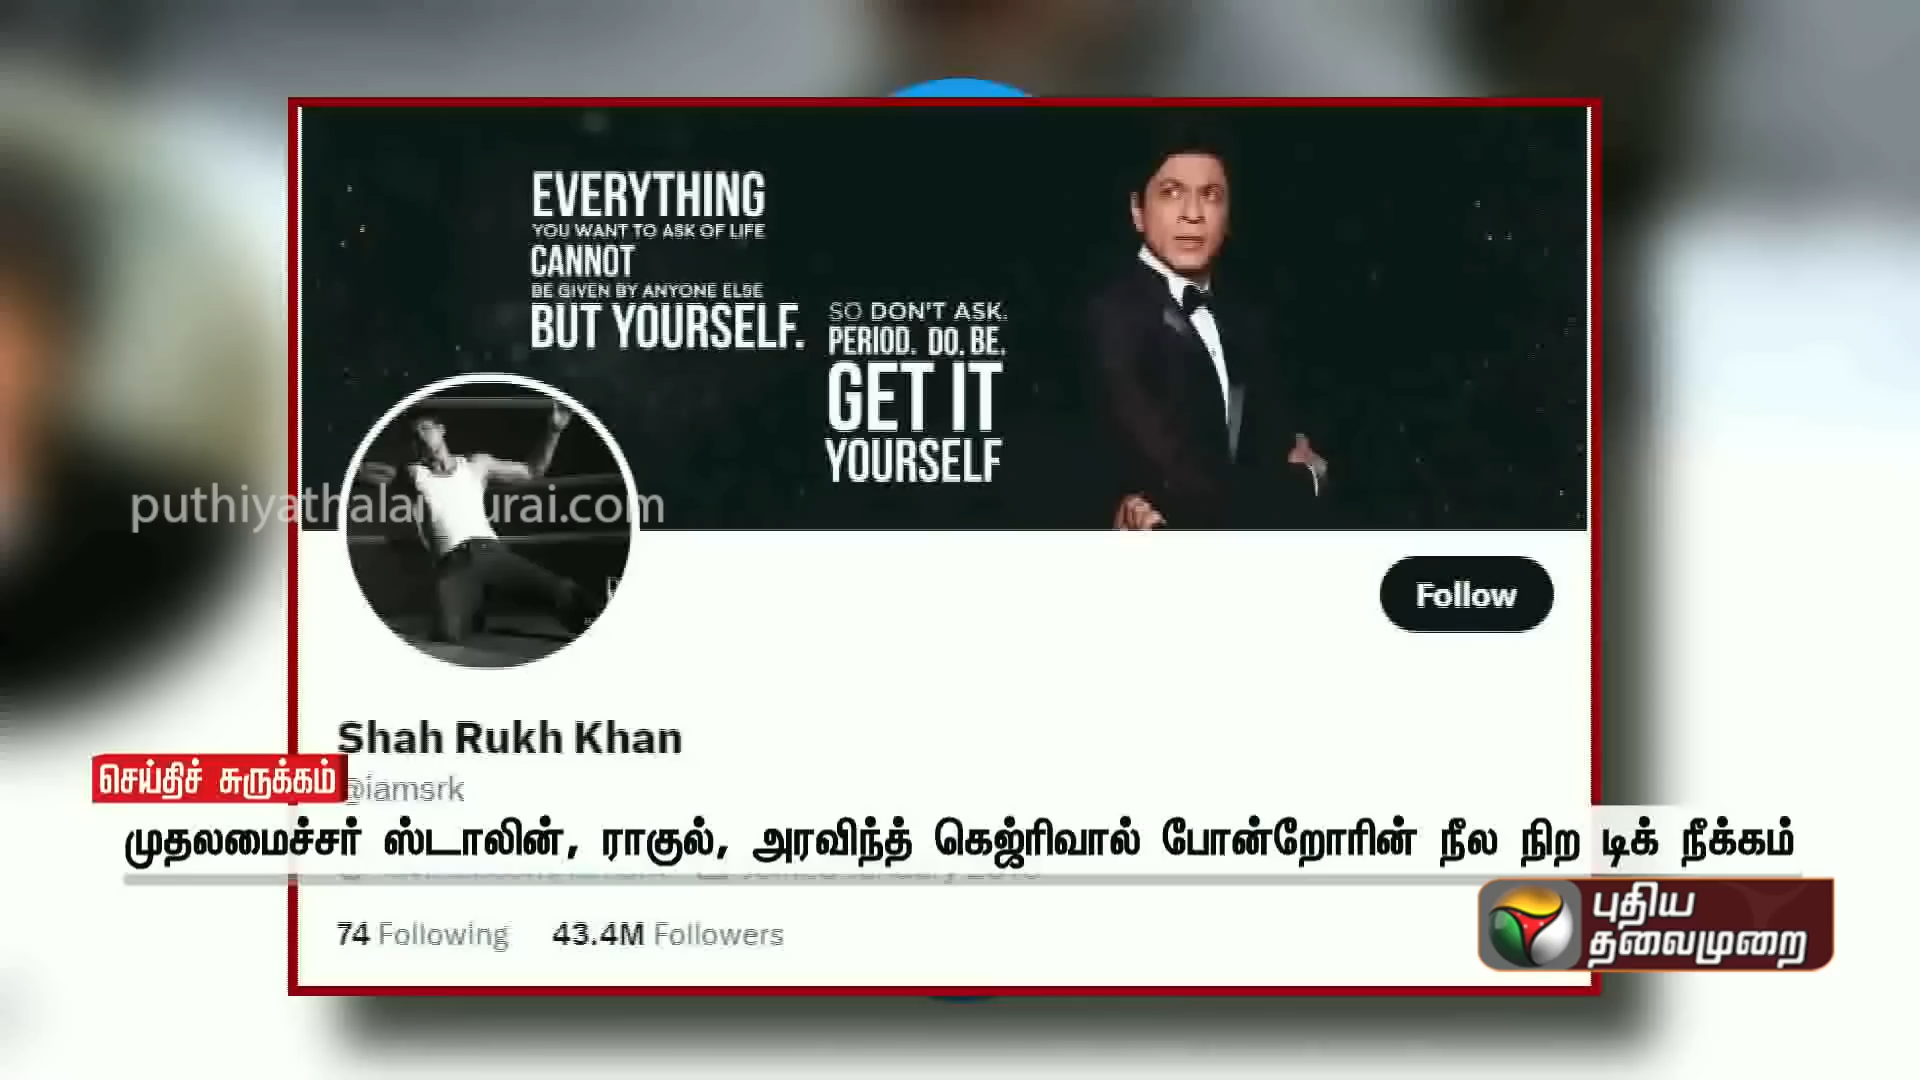 EVERYTHING
YOU WANT TO ASK OF LIFE
CANNOT
BE GIVEN BY ANYONE ELSE
BUT YOURSELF.
SO DON'T ASK.
PERIOD. DO. BE.
GET IT
YOURSELF
puthiyathalaimurai.com
Follow
Shah Rukh Khan
@iamsrk
செய்திச் சுருக்கம்
முதலமைச்சர் ஸ்டாலின், ராகுல், அரவிந்த் கெஜ்ரிவால் போன்றோரின் நீல நிற டிக் நீக்கம்
74 Following 43.4M Followers
புதிய
தலைமுறை